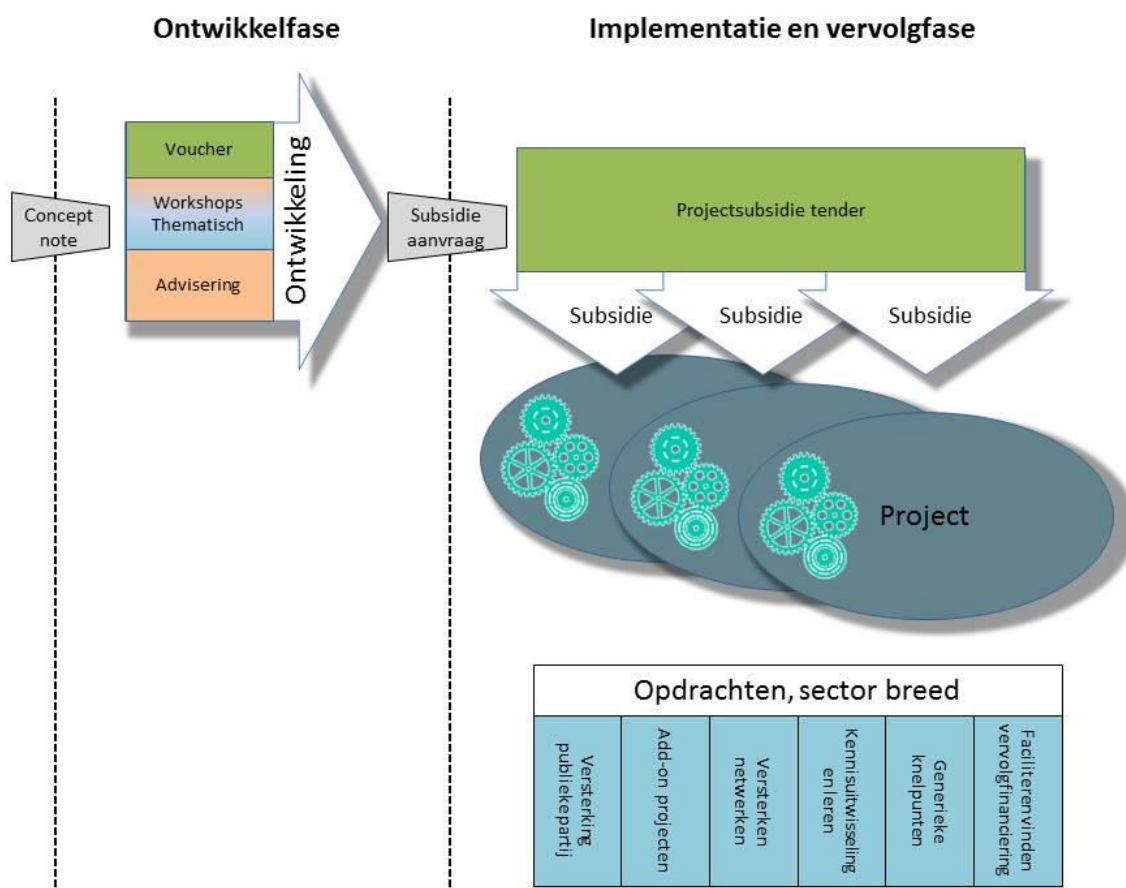 Ontwikkelfase
Implementatie en vervolgfase
Concept
note
Voucher
Workshops
Thematisch
Advisering
Ontwikkeling
Subsidie
aanvraag
Projectsubsidie tender
Subsidie
Subsidie
Subsidie
Project
Opdrachten, sector breed
Versterking
publiekepartij
Add-on projecten
Versterken
netwerken
Kennisuitwisseling
en leren
Generieke
knelpunten
Faciliterenvinden
vervolgfinanciering